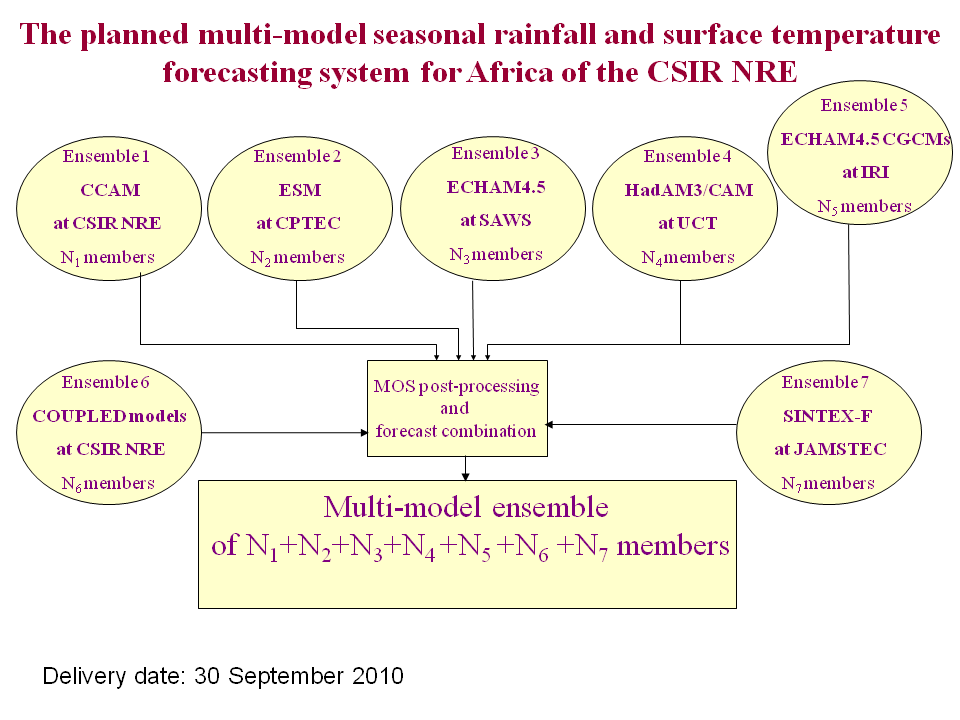 The planned multi-model seasonal rainfall and surface temperature
forecasting system for Africa of the CSIR NRE
Ensemble 1
CCAM
at CSIR NRE
N₁ members
Ensemble 2
ESM
at CPTEC
N₂ members
Ensemble 3
ECHAM4.5
at SAWS
N₃ members
Ensemble 4
HadAM3/CAM
at UCT
N₄ members
Ensemble 5
ECHAM4.5 CGCMs
at IRI
N₅ members
Ensemble 6
COUPLED models
at CSIR NRE
N₆ members
MOS post-processing
and
forecast combination
Ensemble 7
SINTEX-F
at JAMSTEC
N₇ members
Multi-model ensemble
of N₁+N₂+N₃+N₄ +N₅ +N₆ +N₇ members
Delivery date: 30 September 2010